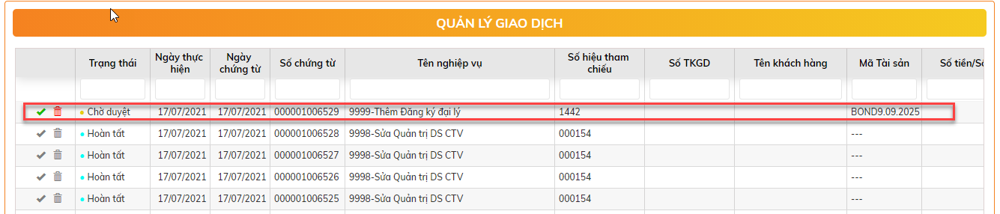 QUẢN LÝ GIAO DỊCH
Trạng thái Ngày thực hiện Ngày chứng từ Số chứng từ Tên nghiệp vụ Số hiệu tham chiếu Số TKGD Tên khách hàng Mã Tài sản Số tiền/Số
Chờ duyệt 17/07/2021 17/07/2021 000001006529 9999-Thêm Đăng ký đại lý 1442 BOND9.09.2025
Hoàn tất 17/07/2021 17/07/2021 000001006528 9998-Sửa Quản trị DS CTV 000154 ---
Hoàn tất 17/07/2021 17/07/2021 000001006527 9998-Sửa Quản trị DS CTV 000154 ---
Hoàn tất 17/07/2021 17/07/2021 000001006526 9998-Sửa Quản trị DS CTV 000154 ---
Hoàn tất 17/07/2021 17/07/2021 000001006525 9998-Sửa Quản trị DS CTV 000154 ---